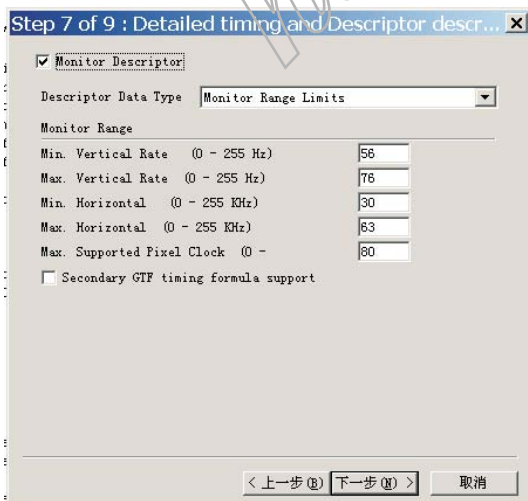 Step 7 of 9 : Detailed timing and Descriptor descr...
Monitor Descriptor
Descriptor Data Type Monitor Range Limits
Monitor Range
Min. Vertical Rate (0 - 255 Hz) 56
Max. Vertical Rate (0 - 255 Hz) 76
Min. Horizontal (0 - 255 KHz) 30
Max. Horizontal (0 - 255 KHz) 63
Max. Supported Pixel Clock (0 - 80
Secondary GTF timing formula support
< 上一步(B) 下一步(N) > 取消